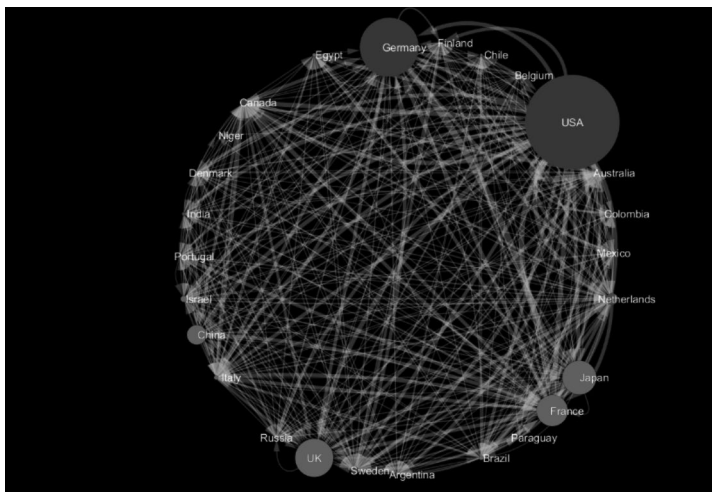 Germany
Finland
Egypt
Chile
Belgium
Canada
USA
Niger
Denmark
Australia
India
Colombia
Portugal
Mexico
Israel
Netherlands
China
Italy
Japan
France
Russia
Paraguay
UK
Brazil
Sweden
Argentina